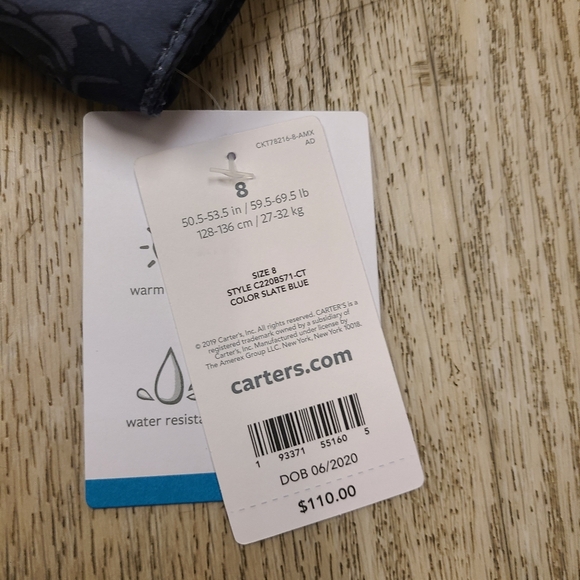 CKT78216-8-AMX
AD
8
50.5-53.5 in / 59.5-69.5 lb
128-136 cm / 27-32 kg
SIZE 8
STYLE C220B571-CT
COLOR SLATE BLUE
© 2019 Carter's, Inc. All rights reserved. CARTER'S is a
registered trademark owned by a subsidiary of
Carter's, Inc. Manufactured under license by
The Amerex Group LLC. New York, New York 10018.
carters.com
1 93371 55160 5
DOB 06/2020
$110.00
warm
water resista